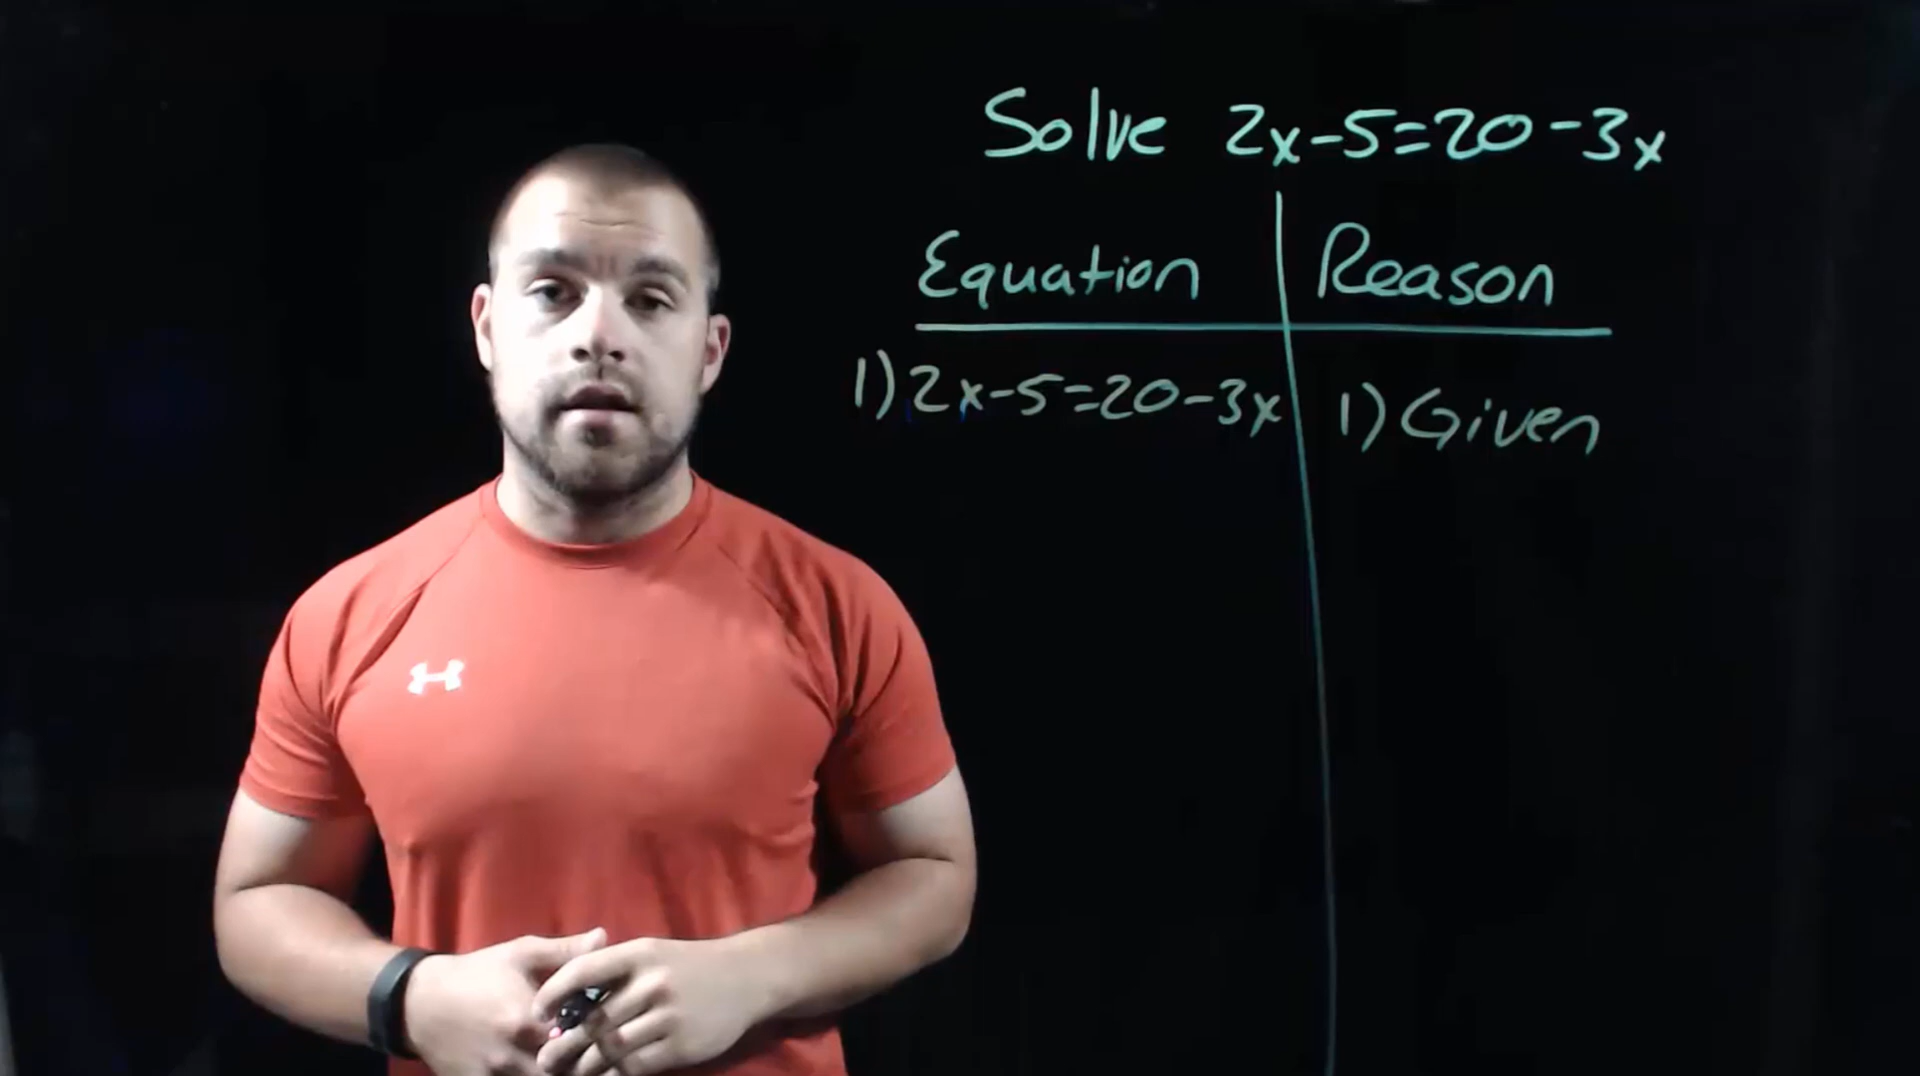 Solve 2x-5=20-3x
Equation Reason
1) 2x-5=20-3x 1) Given